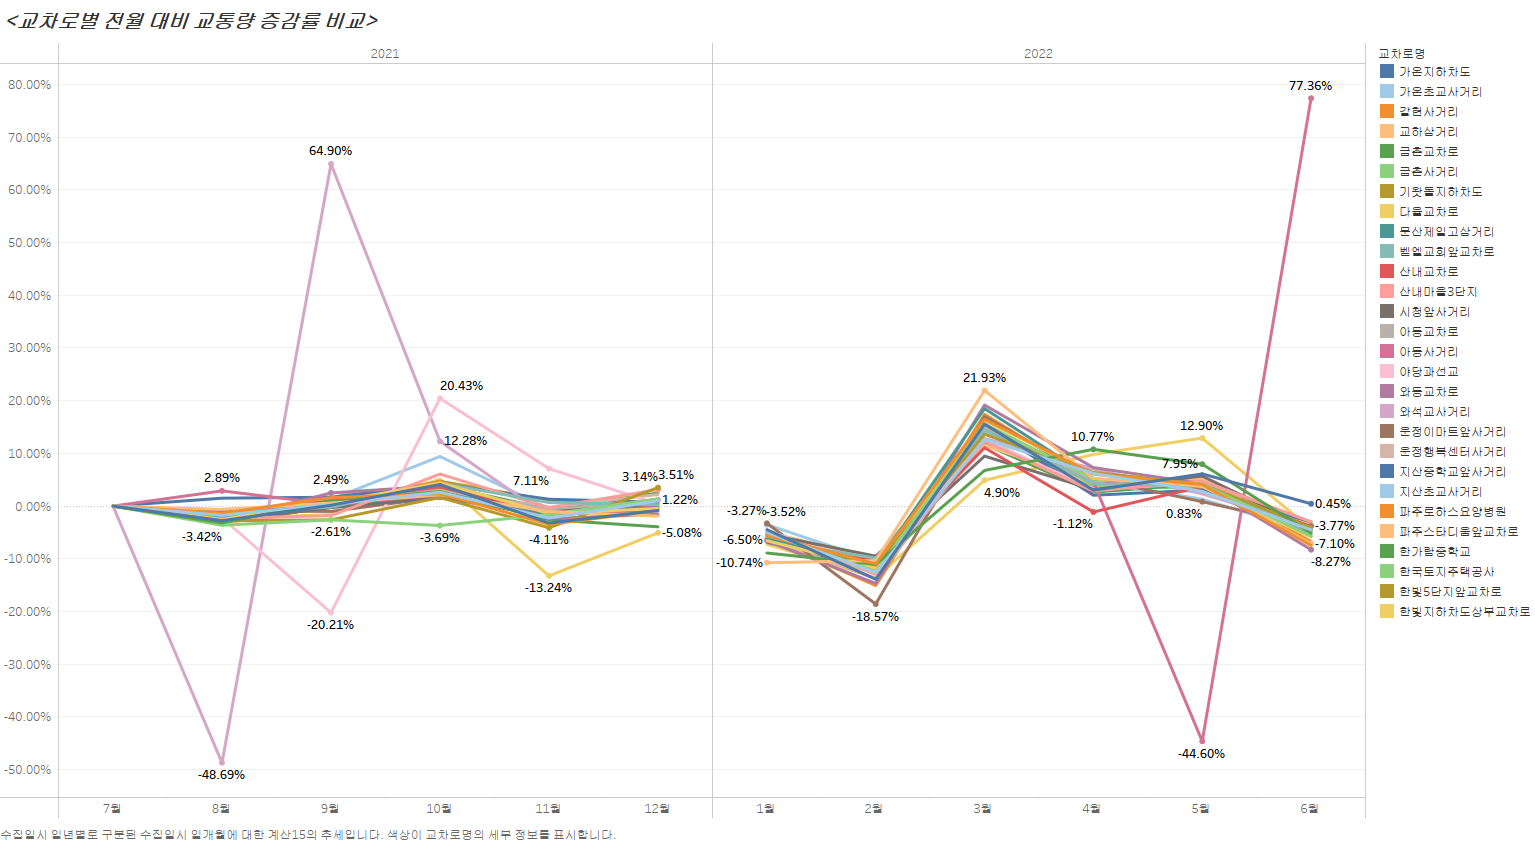 <교차로별 전월 대비 교통량 증감률 비교>
2021
2022
교차로명
80.00%
70.00%
60.00%
50.00%
40.00%
30.00%
20.00%
10.00%
0.00%
-10.00%
-20.00%
-30.00%
-40.00%
-50.00%
2.89%
-3.42%
-48.69%
64.90%
2.49%
-2.61%
-20.21%
20.43%
12.28%
-3.69%
7.11%
-4.11%
-13.24%
3.14%
3.51%
1.22%
-5.08%
-3.27%
-3.52%
-6.50%
-10.74%
-18.57%
21.93%
4.90%
10.77%
-1.12%
12.90%
7.95%
0.83%
-44.60%
77.36%
0.45%
-3.77%
-7.10%
-8.27%
7월
8월
9월
10월
11월
12월
1월
2월
3월
4월
5월
6월
가온지하차도
가온초교사거리
갈현사거리
교하삼거리
금촌교차로
금촌사거리
기왓돌지하차도
다율교차로
문산제일고삼거리
벧엘교회앞교차로
산내교차로
산내마을3단지
시청앞사거리
아동교차로
아동사거리
야당과선교
와동교차로
와석교사거리
운정이마트앞사거리
운정행복센터사거리
지산중학교앞사거리
지산초교사거리
파주로하스요양병원
파주스타디움앞교차로
한가람중학교
한국토지주택공사
한빛5단지앞교차로
한빛지하차도상부교차로
수집일시 일년별로 구분된 수집일시 일개월에 대한 계산15의 추세입니다. 색상이 교차로명의 세부 정보를 표시합니다.